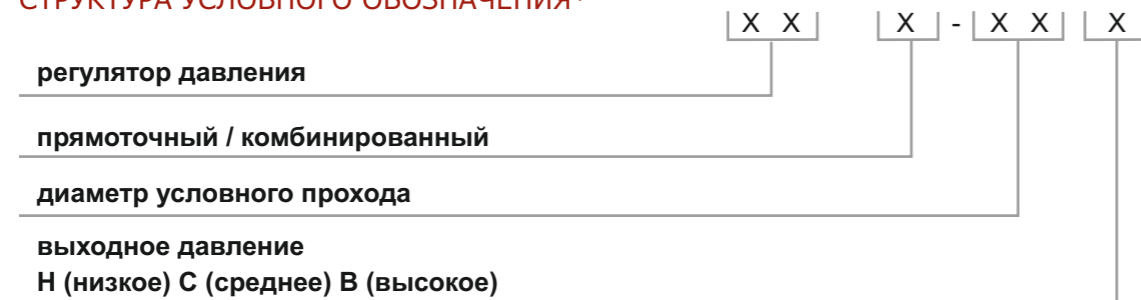 СТРУКТУРА УСЛОВНОГО ОБОЗНАЧЕНИЯ*
X X X - X X X
регулятор давления
прямоточный / комбинированный
диаметр условного прохода
выходное давление
Н (низкое) С (среднее) В (высокое)